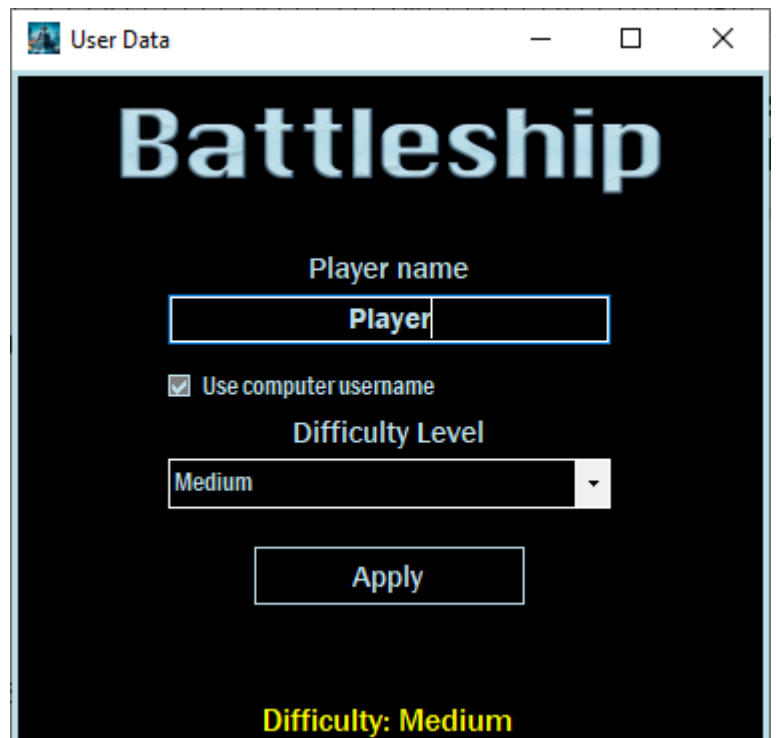 User Data
Battleship
Player name
Player
Use computer username
Difficulty Level
Medium
Apply
Difficulty: Medium